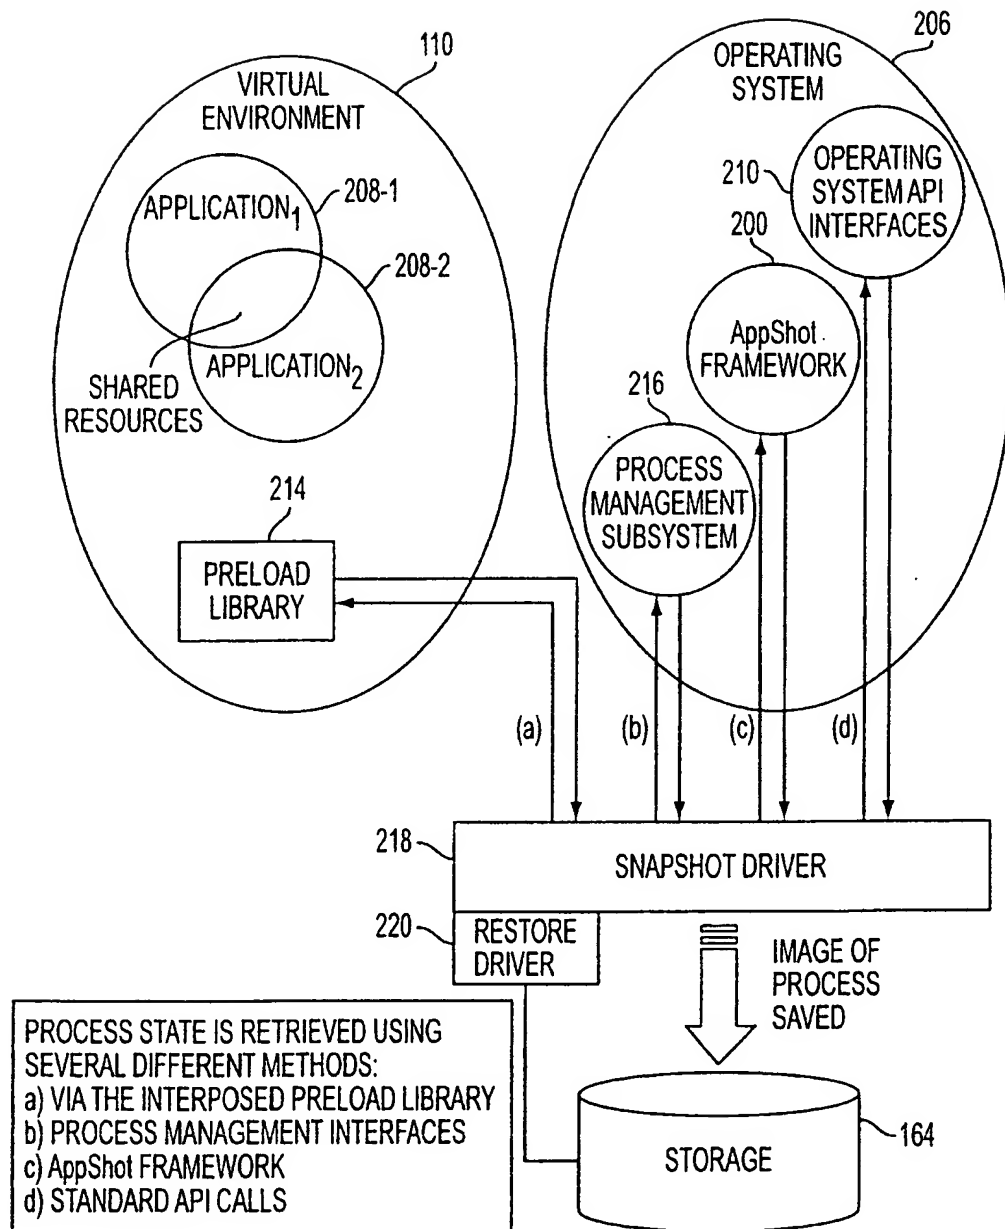 110
VIRTUAL
ENVIRONMENT
APPLICATION1
208-1
208-2
APPLICATION2
SHARED
RESOURCES
214
PRELOAD
LIBRARY
206
OPERATING
SYSTEM
210
OPERATING
SYSTEM API
INTERFACES
200
AppShot
FRAMEWORK
216
PROCESS
MANAGEMENT
SUBSYSTEM
(a)
(b)
(c)
(d)
218
SNAPSHOT DRIVER
220
RESTORE
DRIVER
IMAGE OF
PROCESS
SAVED
PROCESS STATE IS RETRIEVED USING
SEVERAL DIFFERENT METHODS:
a) VIA THE INTERPOSED PRELOAD LIBRARY
b) PROCESS MANAGEMENT INTERFACES
c) AppShot FRAMEWORK
d) STANDARD API CALLS
STORAGE
164